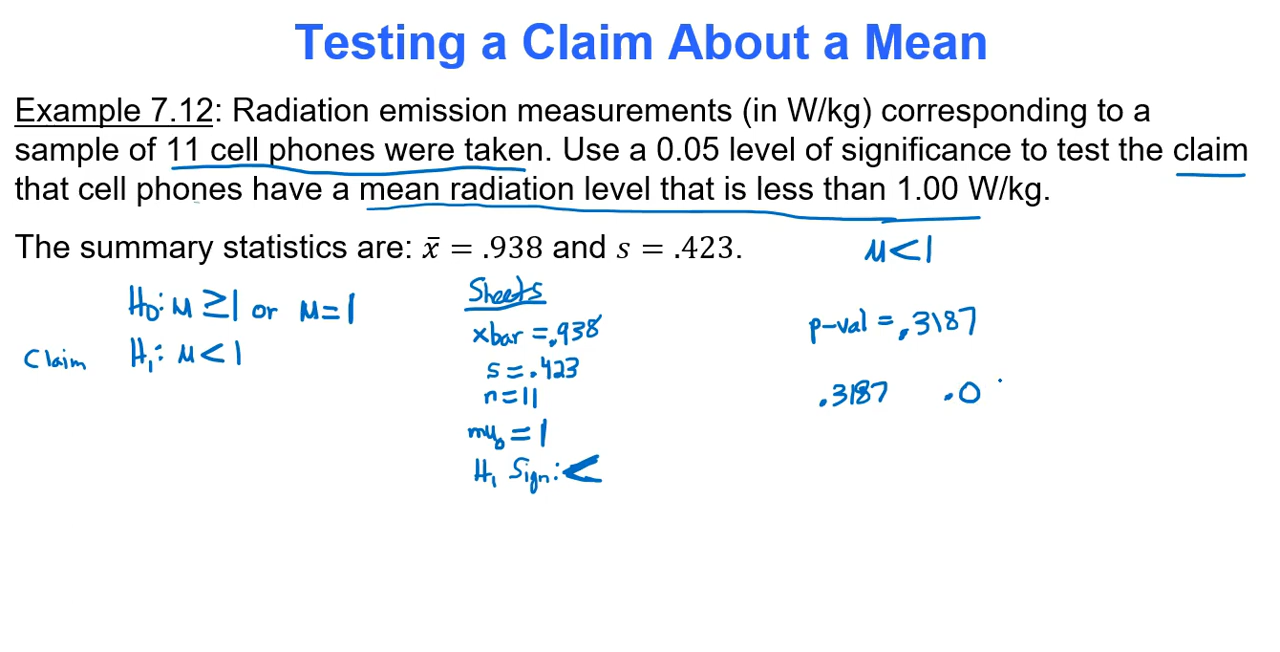 Testing a Claim About a Mean
Example 7.12: Radiation emission measurements (in W/kg) corresponding to a
sample of 11 cell phones were taken. Use a 0.05 level of significance to test the claim
that cell phones have a mean radiation level that is less than 1.00 W/kg.
The summary statistics are: x̄ = .938 and s = .423.
μ<1
H₀: μ ≥1 or μ=1
Claim H₁: μ < 1
Sheets
xbar = .938
s = .423
n = 11
mu₀ = 1
H₁ Sign: <
p-val = .3187
.3187 .0